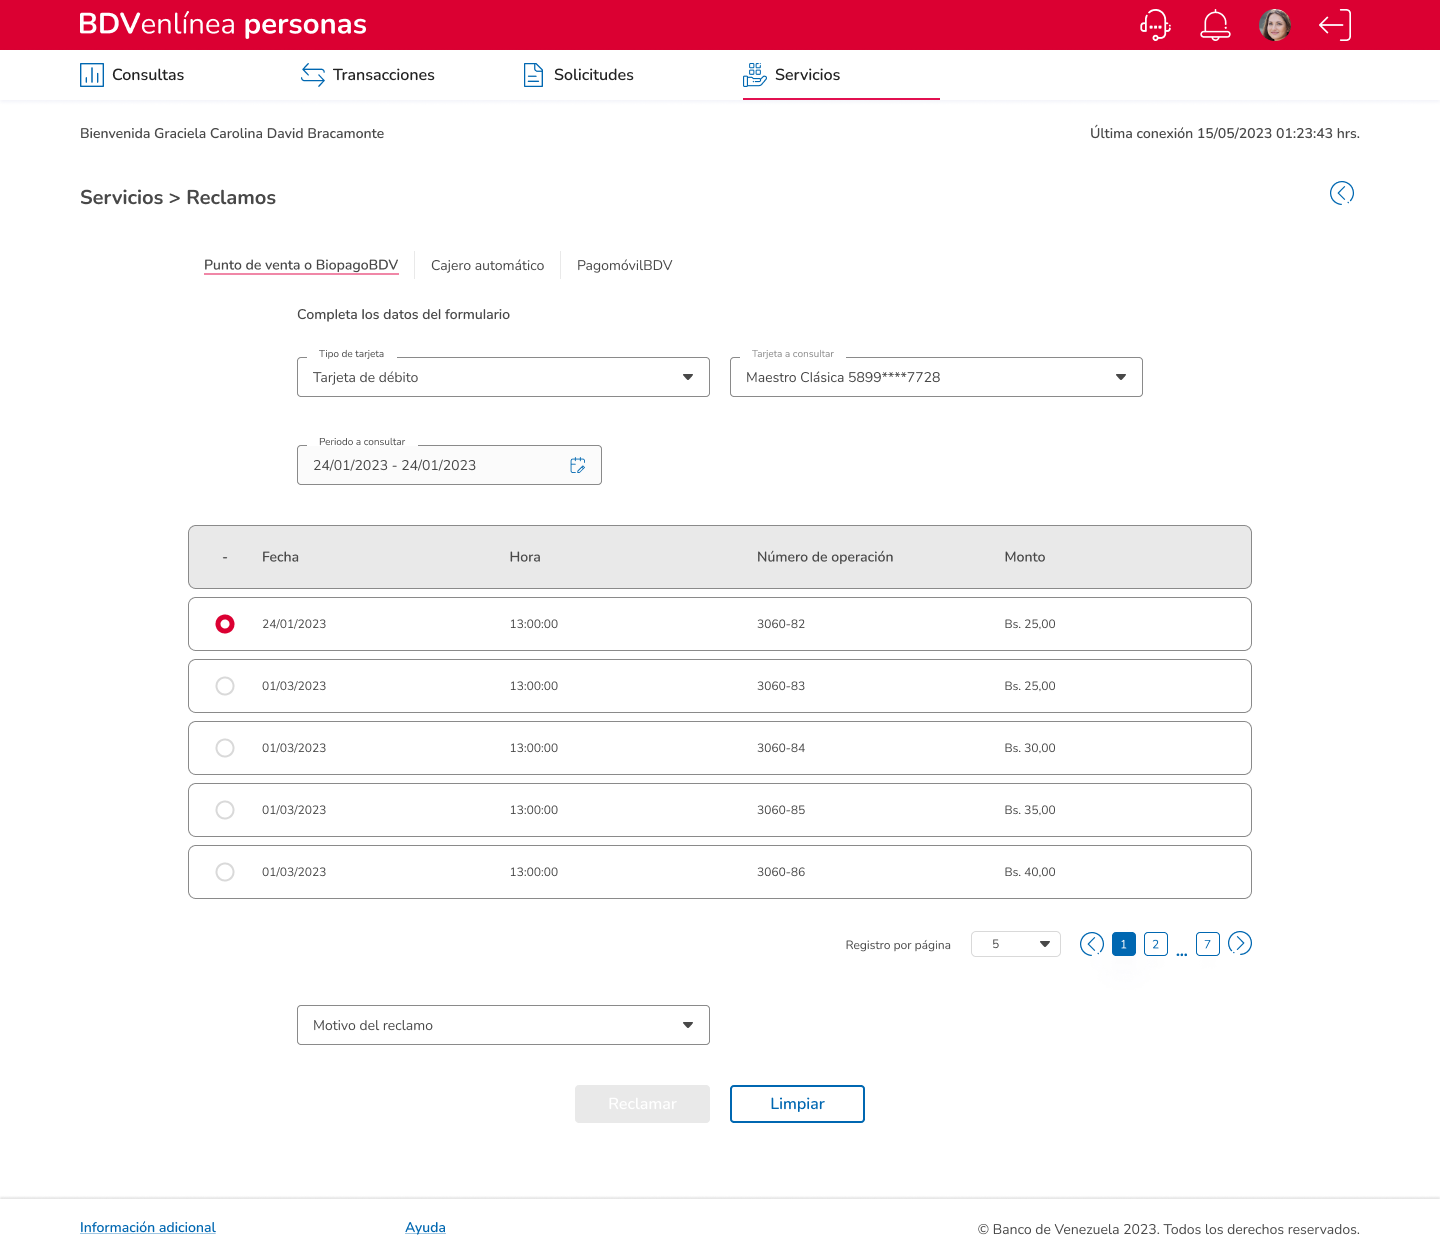 BDVenlínea personas
Consultas
Transacciones
Solicitudes
Servicios
Bienvenida Graciela Carolina David Bracamonte
Última conexión 15/05/2023 01:23:43 hrs.
Servicios > Reclamos
Punto de venta o BiopagoBDV
Cajero automático
PagomóvilBDV
Completa los datos del formulario
Tipo de tarjeta
Tarjeta de débito
Tarjeta a consultar
Maestro Clásica 5899****7728
Periodo a consultar
24/01/2023 - 24/01/2023
- Fecha Hora Número de operación Monto
24/01/2023 13:00:00 3060-82 Bs. 25,00
01/03/2023 13:00:00 3060-83 Bs. 25,00
01/03/2023 13:00:00 3060-84 Bs. 30,00
01/03/2023 13:00:00 3060-85 Bs. 35,00
01/03/2023 13:00:00 3060-86 Bs. 40,00
Registro por página 5 1 2 ... 7
Motivo del reclamo
Reclamar
Limpiar
Información adicional
Ayuda
© Banco de Venezuela 2023. Todos los derechos reservados.